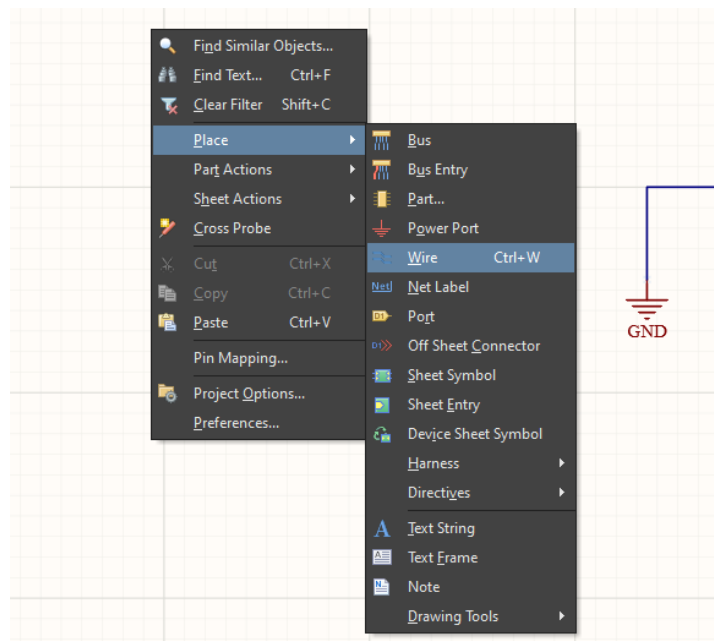 Find Similar Objects...
Find Text... Ctrl+F
Clear Filter Shift+C
Place
Part Actions
Sheet Actions
Cross Probe
Cut Ctrl+X
Copy Ctrl+C
Paste Ctrl+V
Pin Mapping...
Project Options...
Preferences...
Bus
Bus Entry
Part...
Power Port
Wire Ctrl+W
Net Net Label
D1 Port
D1 Off Sheet Connector
Sheet Symbol
Sheet Entry
Device Sheet Symbol
Harness
Directives
A Text String
A Text Frame
N Note
Drawing Tools
GND